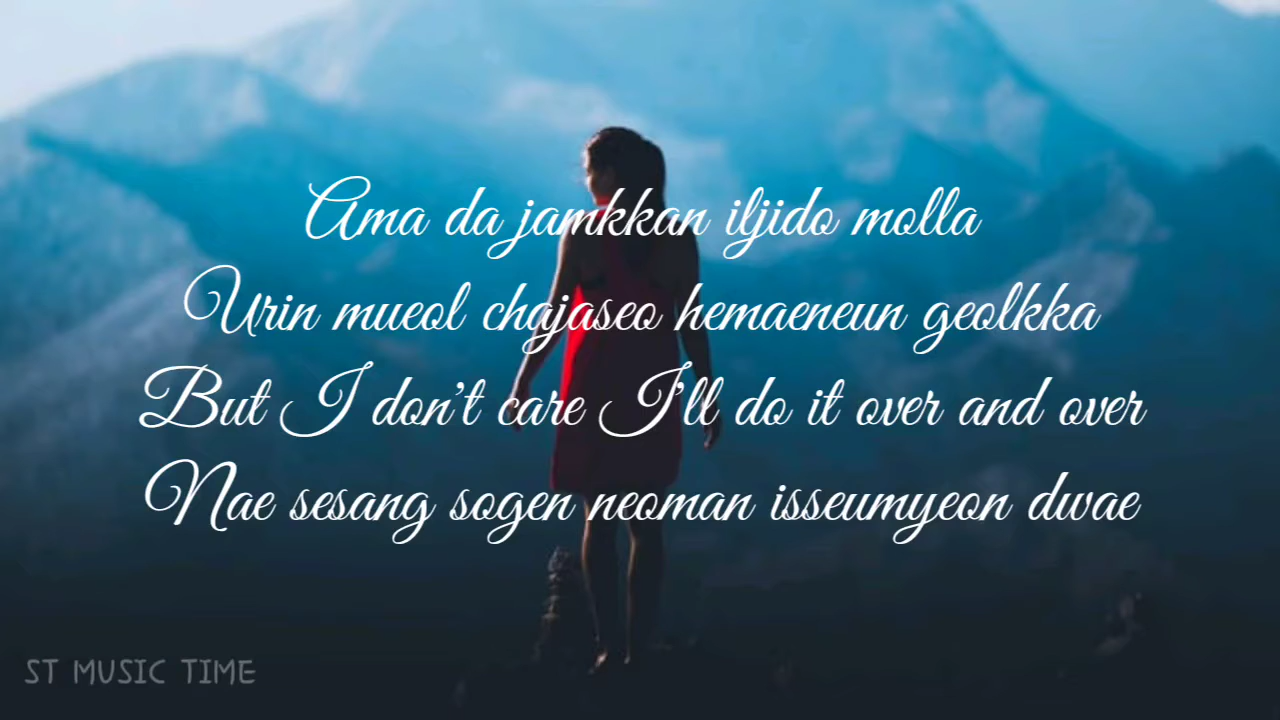 Ama da jamkkan iljido molla
Urin mueol chajaseo hemaeneun geolkka
But I don't care I'll do it over and over
Nae sesang sogen neoman isseumyeon dwae
ST MUSIC TIME